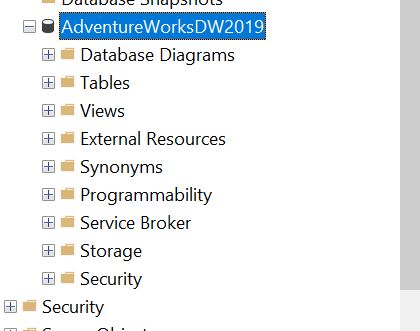 Database Snapshots
AdventureWorksDW2019
Database Diagrams
Tables
Views
External Resources
Synonyms
Programmability
Service Broker
Storage
Security
Security